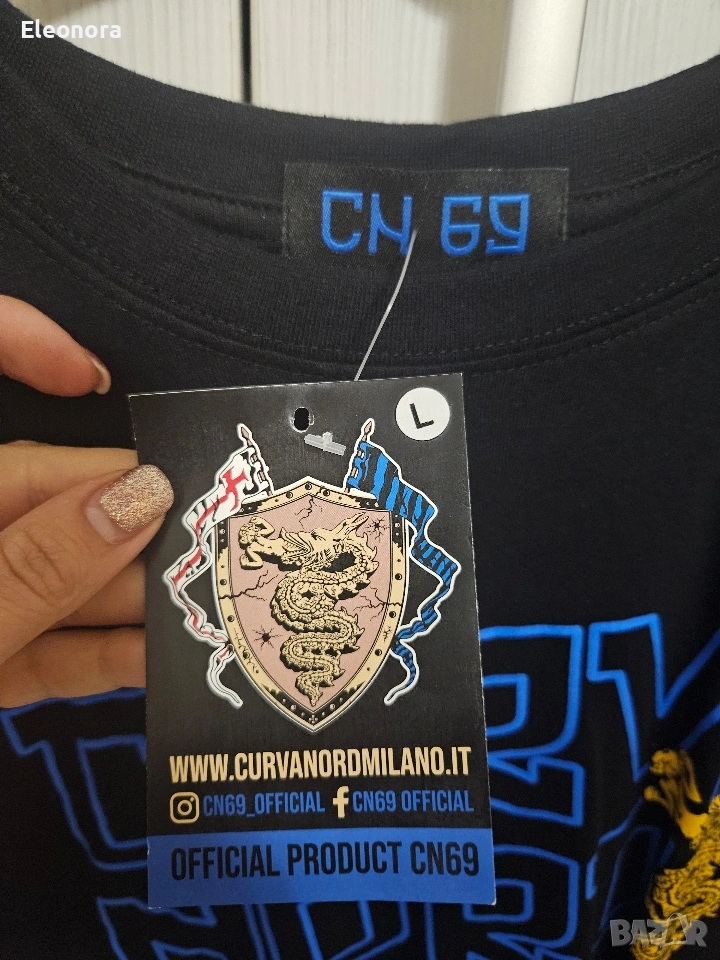 Eleonora
CN 69
L
WWW.CURVANORDMILANO.IT
CN69_OFFICIAL f CN69 OFFICIAL
OFFICIAL PRODUCT CN69
BAZAR